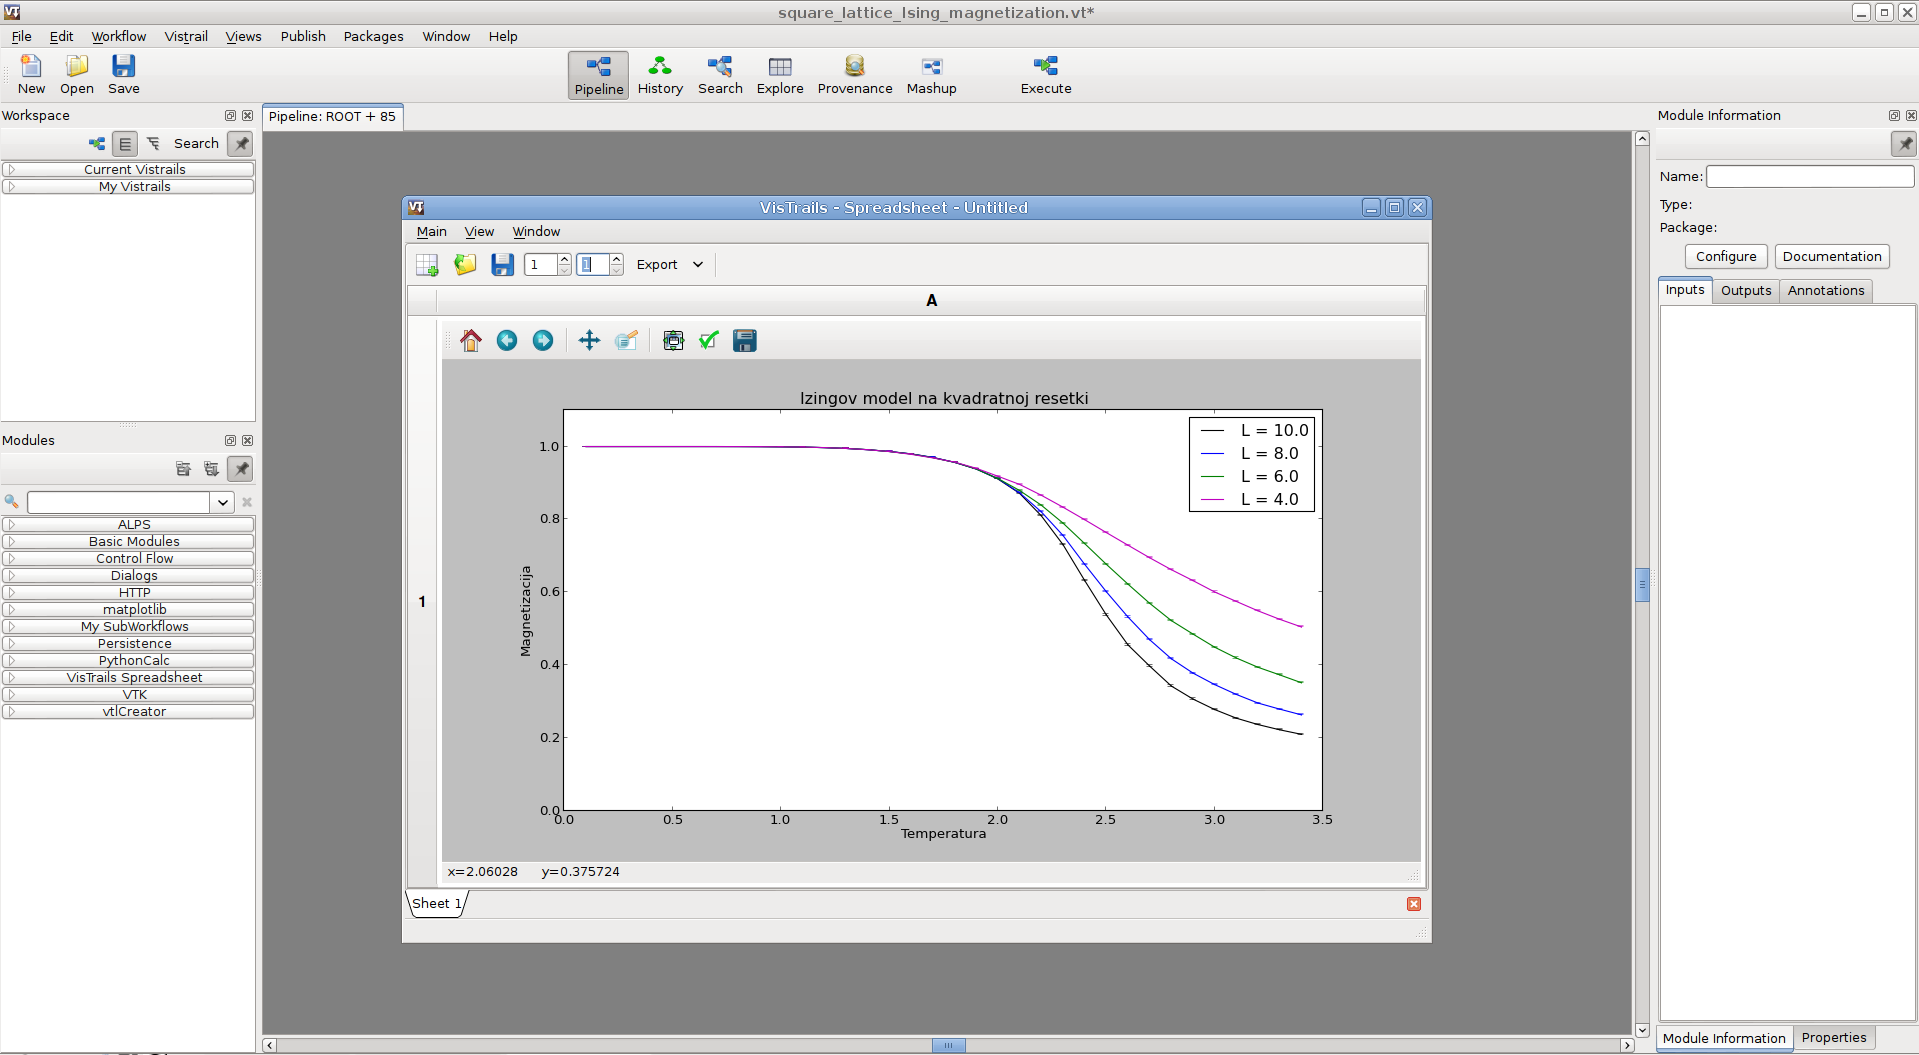 square_lattice_Ising_magnetization.vt*
File Edit Workflow Vistrail Views Publish Packages Window Help
New Open Save Pipeline History Search Explore Provenance Mashup Execute
Workspace
Search
Current Vistrails
My Vistrails
Modules
ALPS
Basic Modules
Control Flow
Dialogs
HTTP
matplotlib
My SubWorkflows
Persistence
PythonCalc
VisTrails Spreadsheet
VTK
vtlCreator
Pipeline: ROOT + 85
VisTrails - Spreadsheet - Untitled
Main View Window
1 1 Export
A
1
Izingov model na kvadratnoj resetki
L = 10.0
L = 8.0
L = 6.0
L = 4.0
Magnetizacija
1.0
0.8
0.6
0.4
0.2
0.0
0.0 0.5 1.0 1.5 2.0 2.5 3.0 3.5
Temperatura
x=2.06028 y=0.375724
Sheet 1
Module Information
Name:
Type:
Package:
Configure Documentation
Inputs Outputs Annotations
Module Information Properties